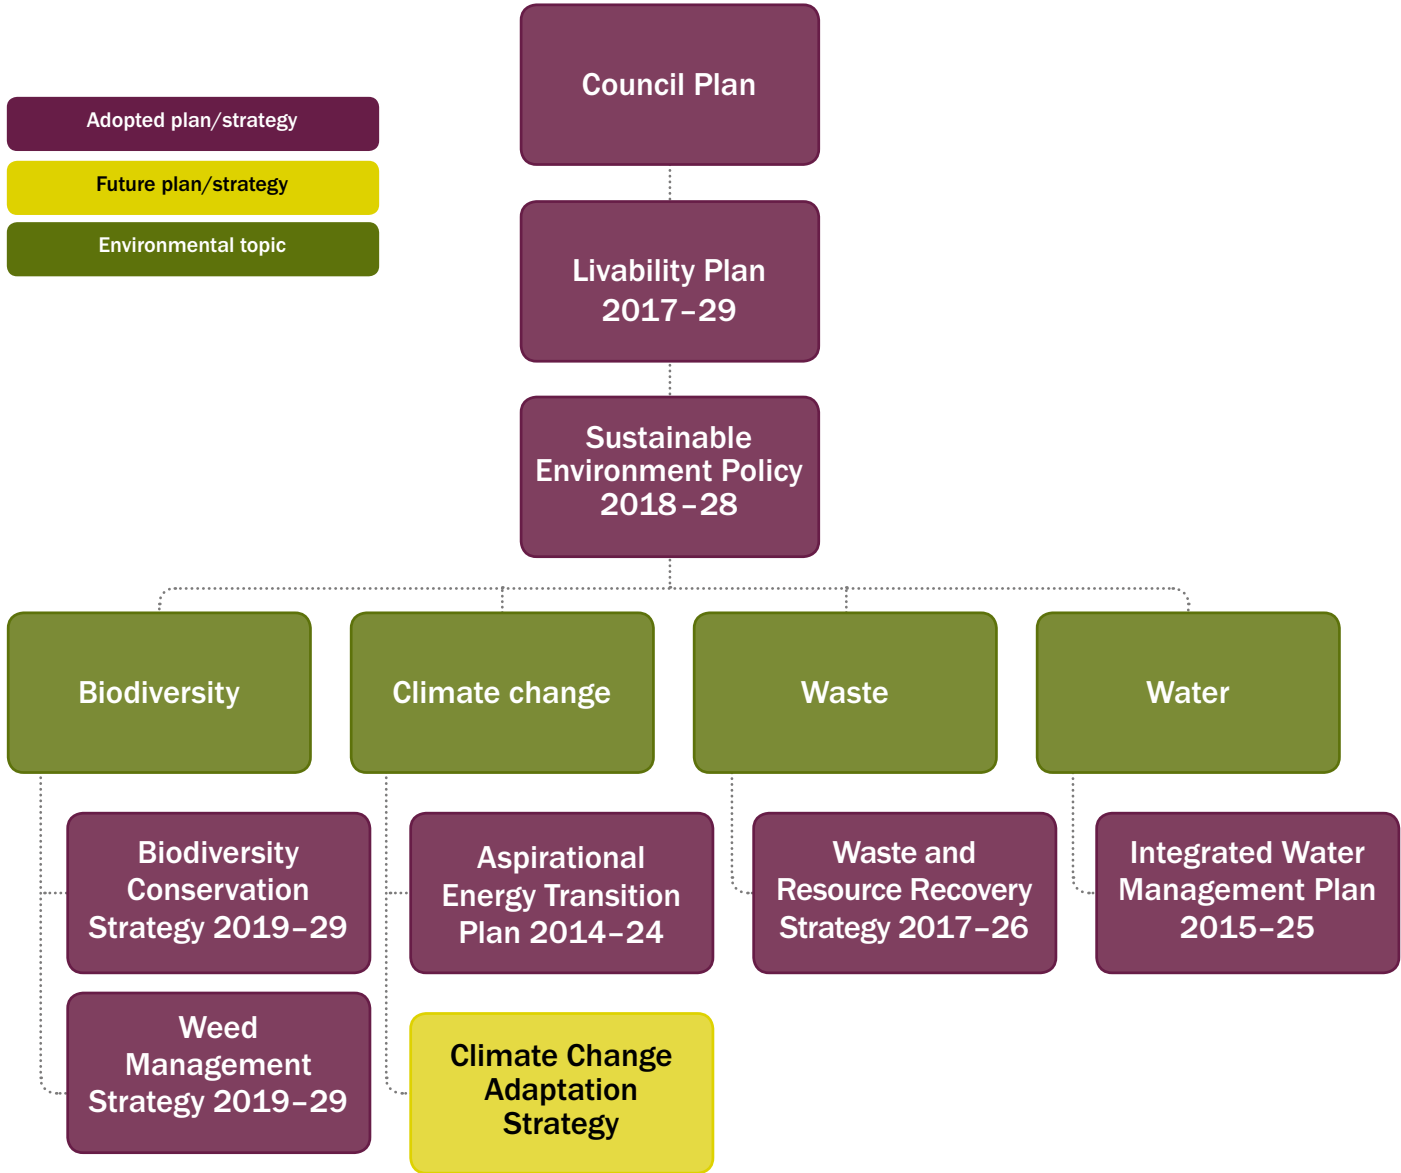 Council Plan
Adopted plan/strategy
Future plan/strategy
Environmental topic
Livability Plan
2017–29
Sustainable
Environment Policy
2018–28
Biodiversity
Climate change
Waste
Water
Biodiversity
Conservation
Strategy 2019–29
Aspirational
Energy Transition
Plan 2014–24
Waste and
Resource Recovery
Strategy 2017–26
Integrated Water
Management Plan
2015–25
Weed
Management
Strategy 2019–29
Climate Change
Adaptation
Strategy